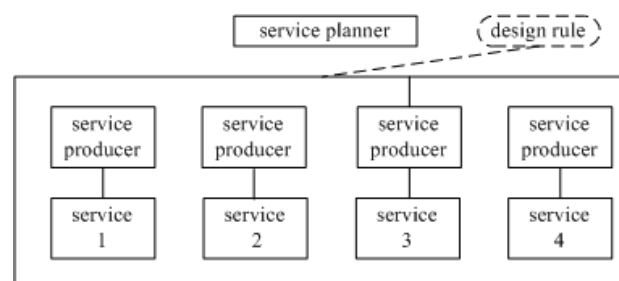 service planner
design rule
service
producer
service
producer
service
producer
service
producer
service
1
service
2
service
3
service
4